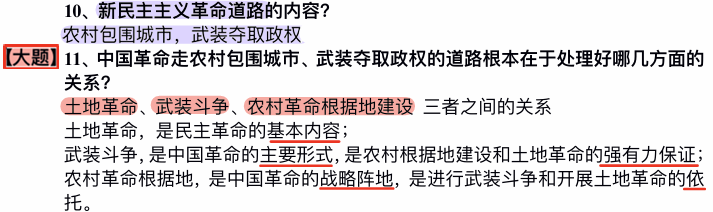 10、新民主主义革命道路的内容?
农村包围城市，武装夺取政权
【大题】11、中国革命走农村包围城市、武装夺取政权的道路根本在于处理好哪几方面的
关系?
土地革命、武装斗争、农村革命根据地建设 三者之间的关系
土地革命，是民主革命的基本内容；
武装斗争，是中国革命的主要形式，是农村根据地建设和土地革命的强有力保证；
农村革命根据地，是中国革命的战略阵地，是进行武装斗争和开展土地革命的依
托。